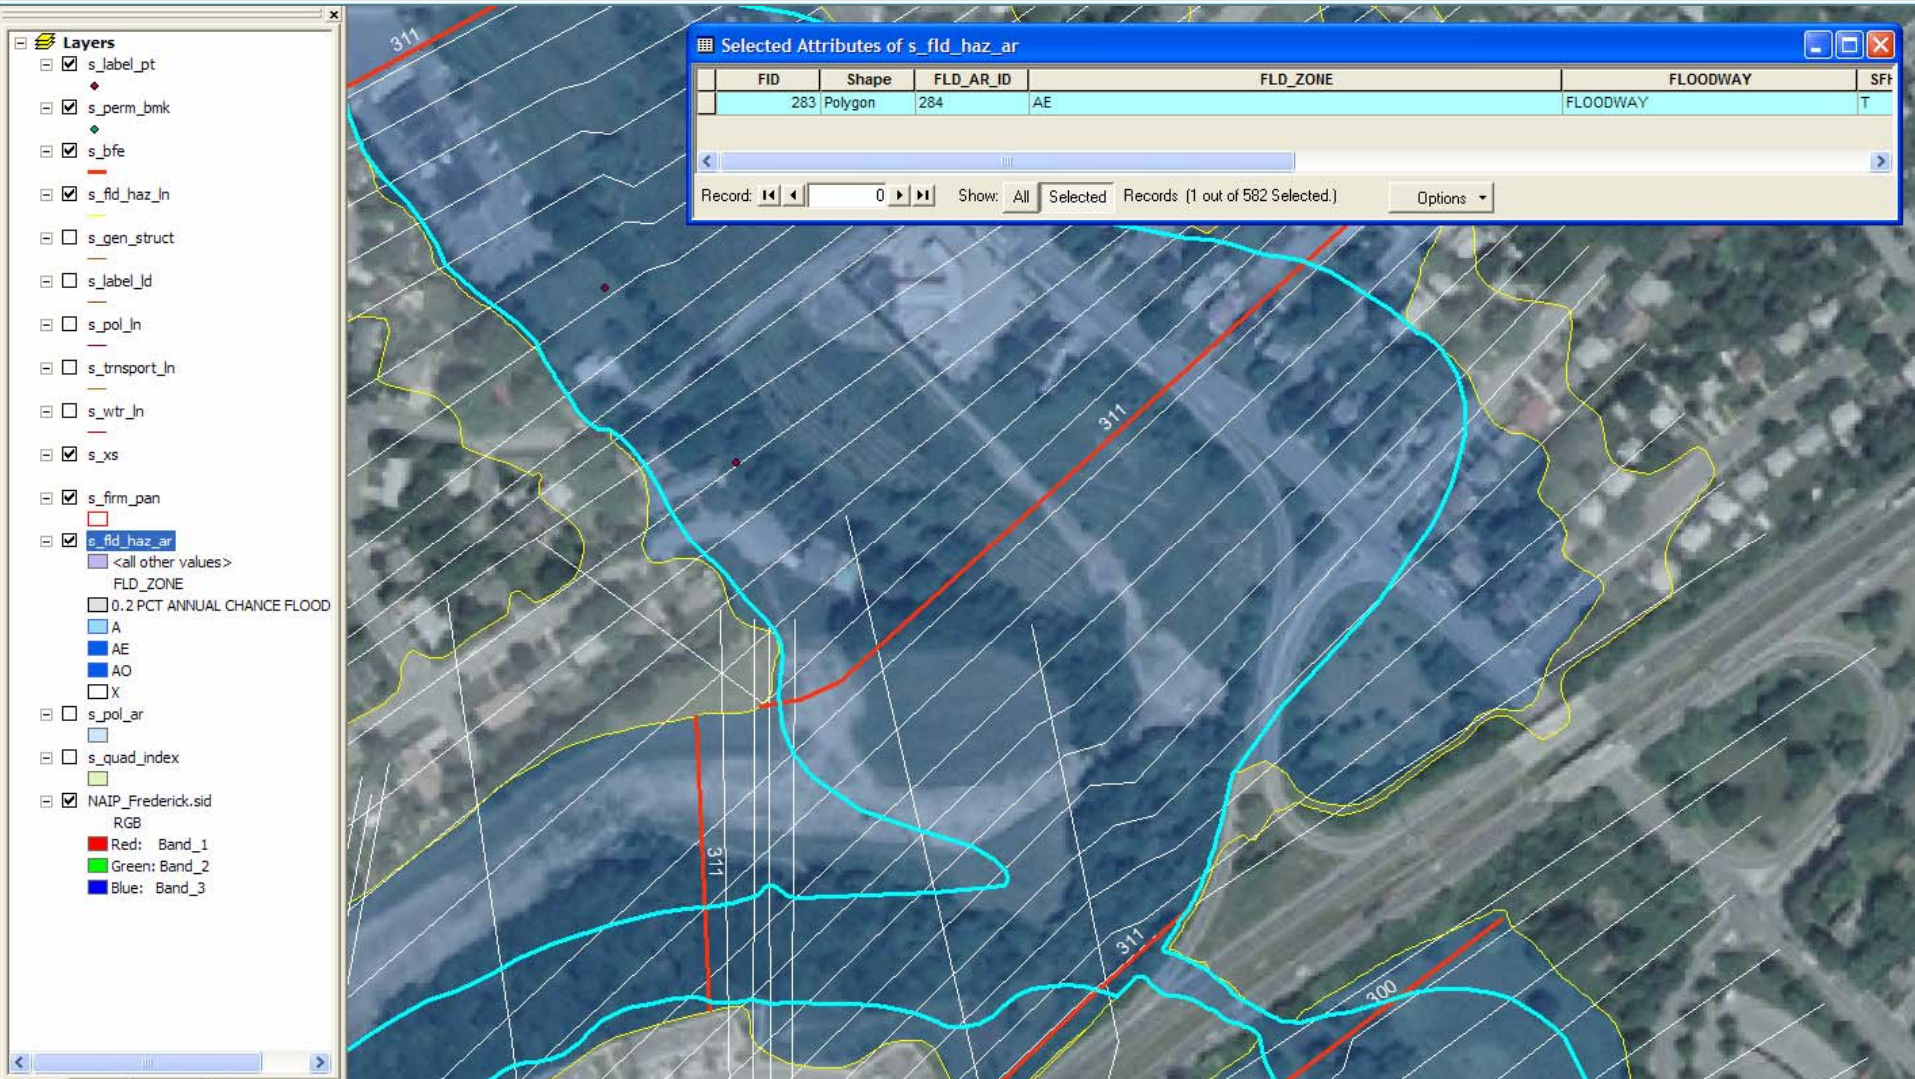 Layers
s_label_pt
s_perm_bmk
s_bfe
s_fld_haz_ln
s_gen_struct
s_label_ld
s_pol_ln
s_trnsport_ln
s_wtr_ln
s_xs
s_firm_pan
s_fld_haz_ar
<all other values>
FLD_ZONE
0.2 PCT ANNUAL CHANCE FLOOD
A
AE
AO
X
s_pol_ar
s_quad_index
NAIP_Frederick.sid
RGB
Red: Band_1
Green: Band_2
Blue: Band_3
Selected Attributes of s_fld_haz_ar
FID Shape FLD_AR_ID FLD_ZONE FLOODWAY SFH
283 Polygon 284 AE FLOODWAY T
Record: 0 Show: All Selected Records (1 out of 582 Selected.) Options
311
311
311
311
300